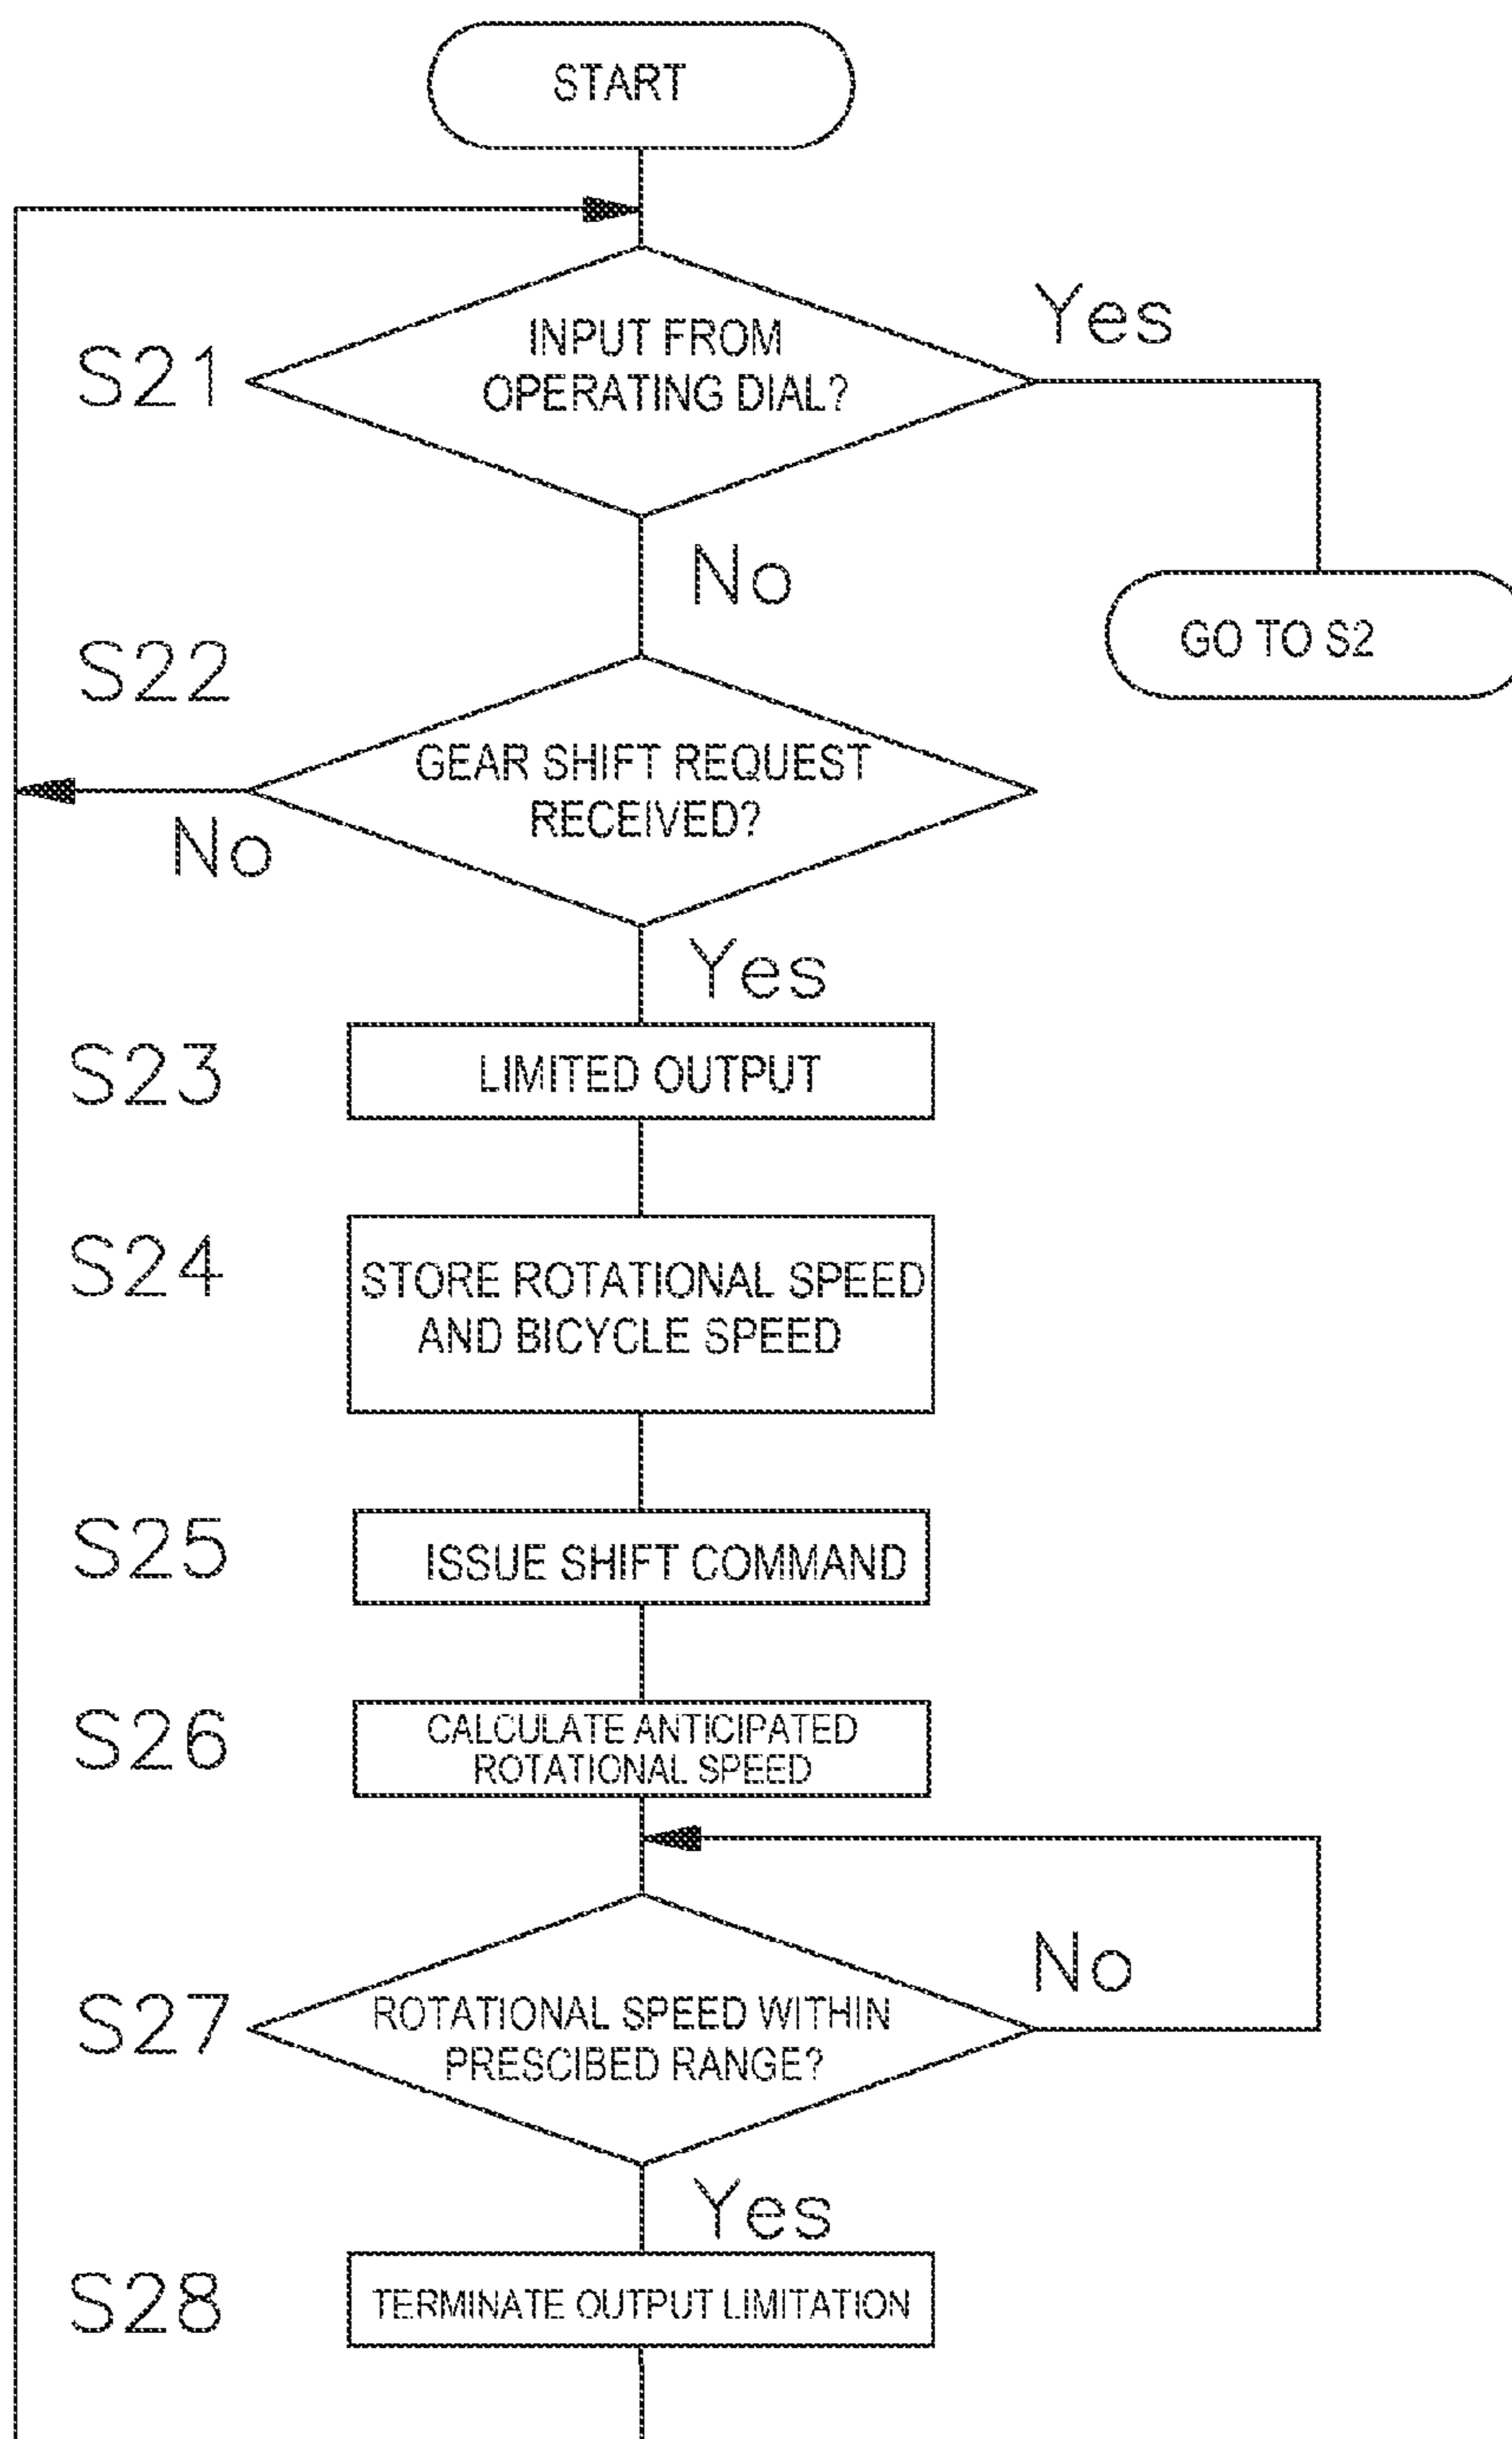 START
INPUT FROM
OPERATING DIAL?
Yes
S21
No
GO TO S2
S22
GEAR SHIFT REQUEST
RECEIVED?
No
Yes
S23
LIMITED OUTPUT
S24
STORE ROTATIONAL SPEED
AND BICYCLE SPEED
S25
ISSUE SHIFT COMMAND
S26
CALCULATE ANTICIPATED
ROTATIONAL SPEED
No
S27
ROTATIONAL SPEED WITHIN
PRESCIBED RANGE?
Yes
S28
TERMINATE OUTPUT LIMITATION